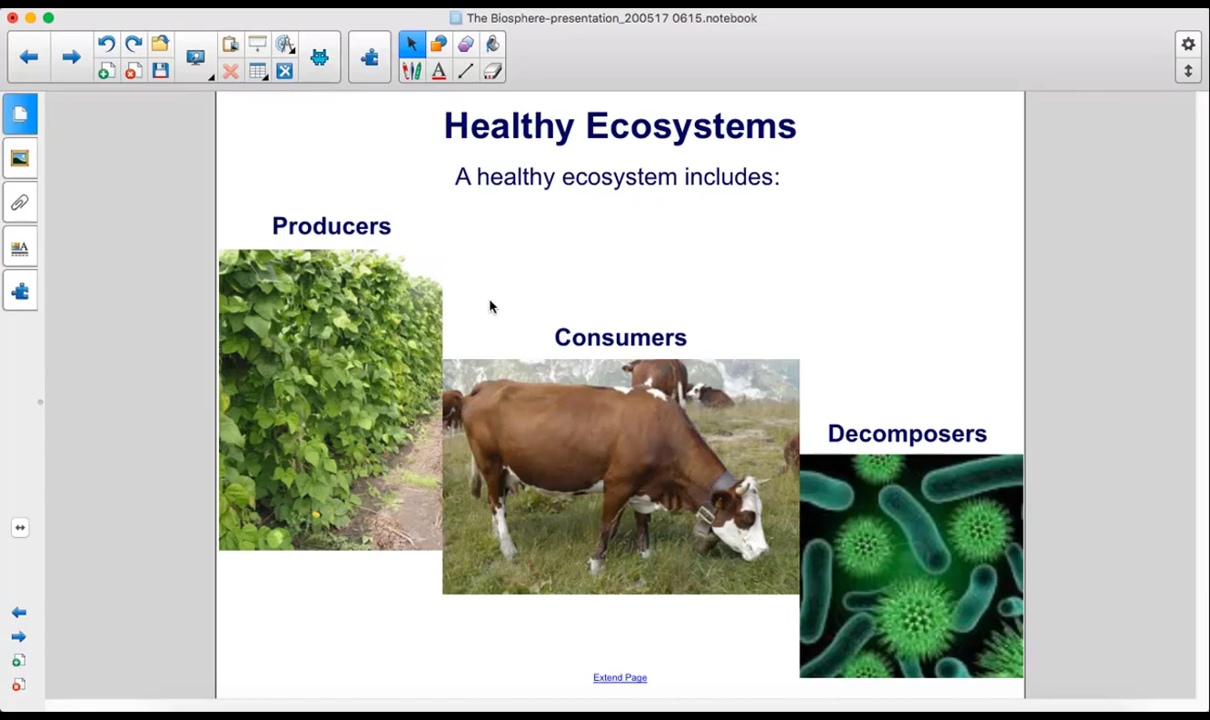 The Biosphere-presentation_200517 0615.notebook
Healthy Ecosystems
A healthy ecosystem includes:
Producers
Consumers
Decomposers
Extend Page